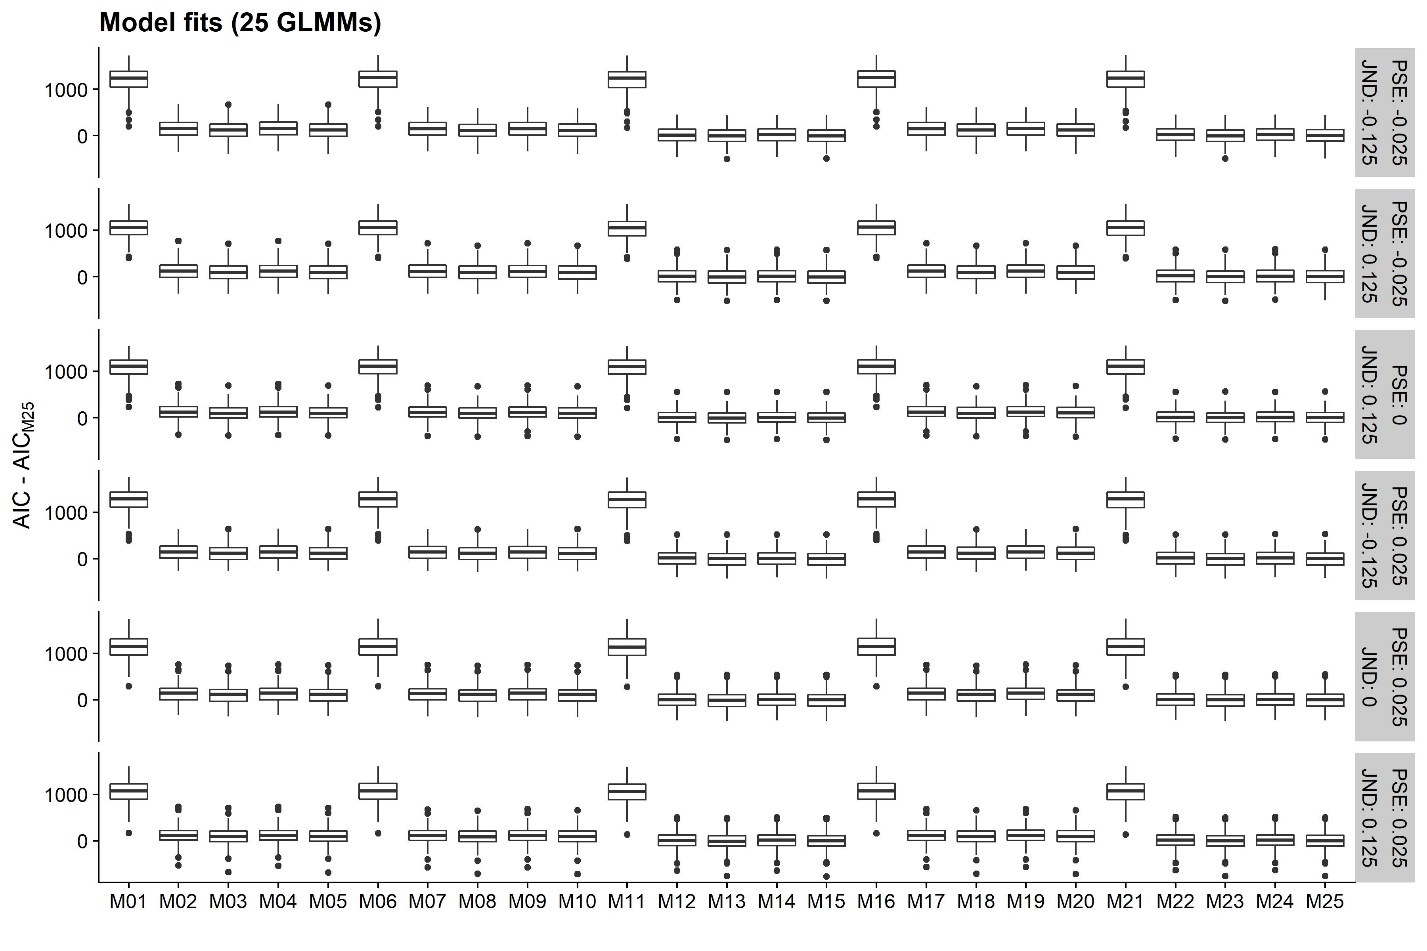 Model fits (25 GLMMs)
AIC - AICM25
1000
0
PSE: -0.025
JND: -0.125
1000
0
PSE: -0.025
JND: 0.125
1000
0
PSE: 0
JND: 0.125
1000
0
PSE: 0.025
JND: -0.125
1000
0
PSE: 0.025
JND: 0
1000
0
PSE: 0.025
JND: 0.125
M01 M02 M03 M04 M05 M06 M07 M08 M09 M10 M11 M12 M13 M14 M15 M16 M17 M18 M19 M20 M21 M22 M23 M24 M25